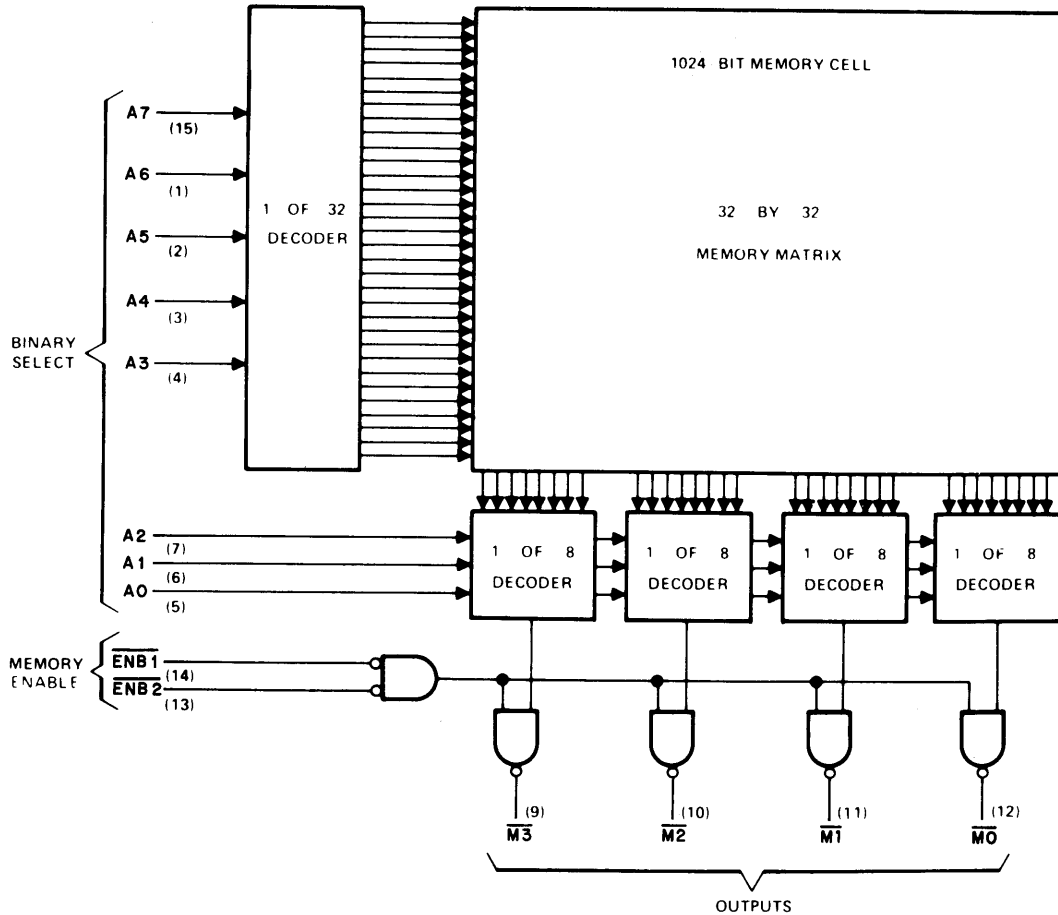 1024 BIT MEMORY CELL
A7
(15)
A6
(1)
1 OF 32
DECODER
32 BY 32
MEMORY MATRIX
A5
(2)
A4
(3)
BINARY
SELECT
A3
(4)
A2
(7)
A1
(6)
A0
(5)
1 OF 8
DECODER
1 OF 8
DECODER
1 OF 8
DECODER
1 OF 8
DECODER
MEMORY
ENABLE
ENB1
(14)
ENB2
(13)
(9)
M3
(10)
M2
(11)
M1
(12)
M0
OUTPUTS